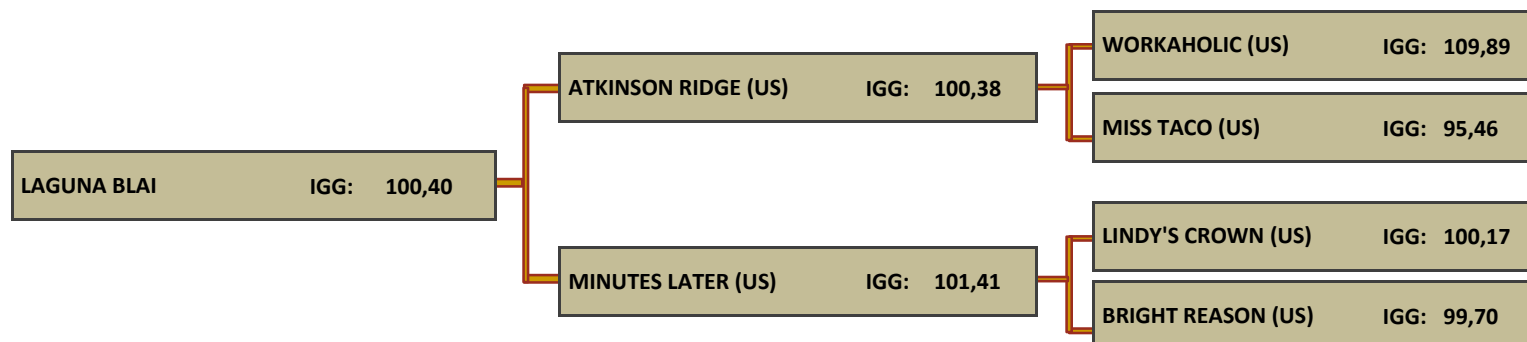 WORKAHOLIC (US) IGG: 109,89
ATKINSON RIDGE (US) IGG: 100,38
MISS TACO (US) IGG: 95,46
LAGUNA BLAI IGG: 100,40
LINDY'S CROWN (US) IGG: 100,17
MINUTES LATER (US) IGG: 101,41
BRIGHT REASON (US) IGG: 99,70